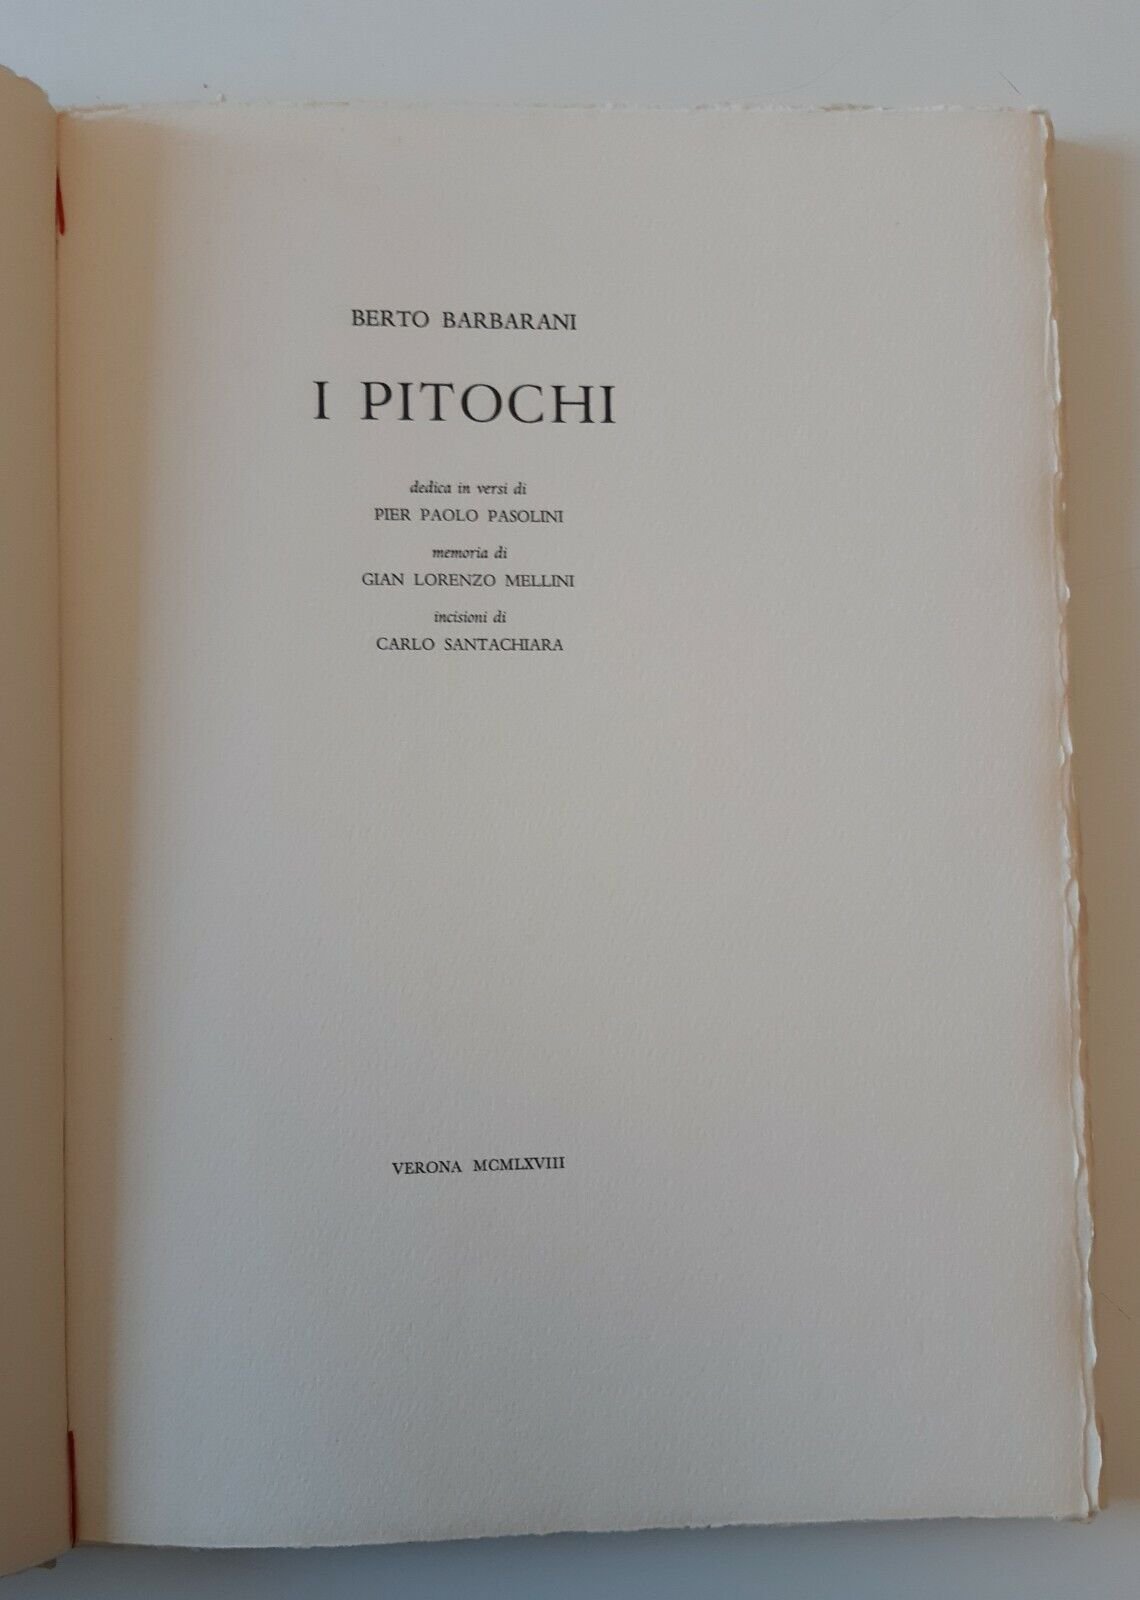 BERTO BARBARANI
I PITOCHI
dedica in versi di
PIER PAOLO PASOLINI
memoria di
GIAN LORENZO MELLINI
incisioni di
CARLO SANTACHIARA
VERONA MCMLXVIII